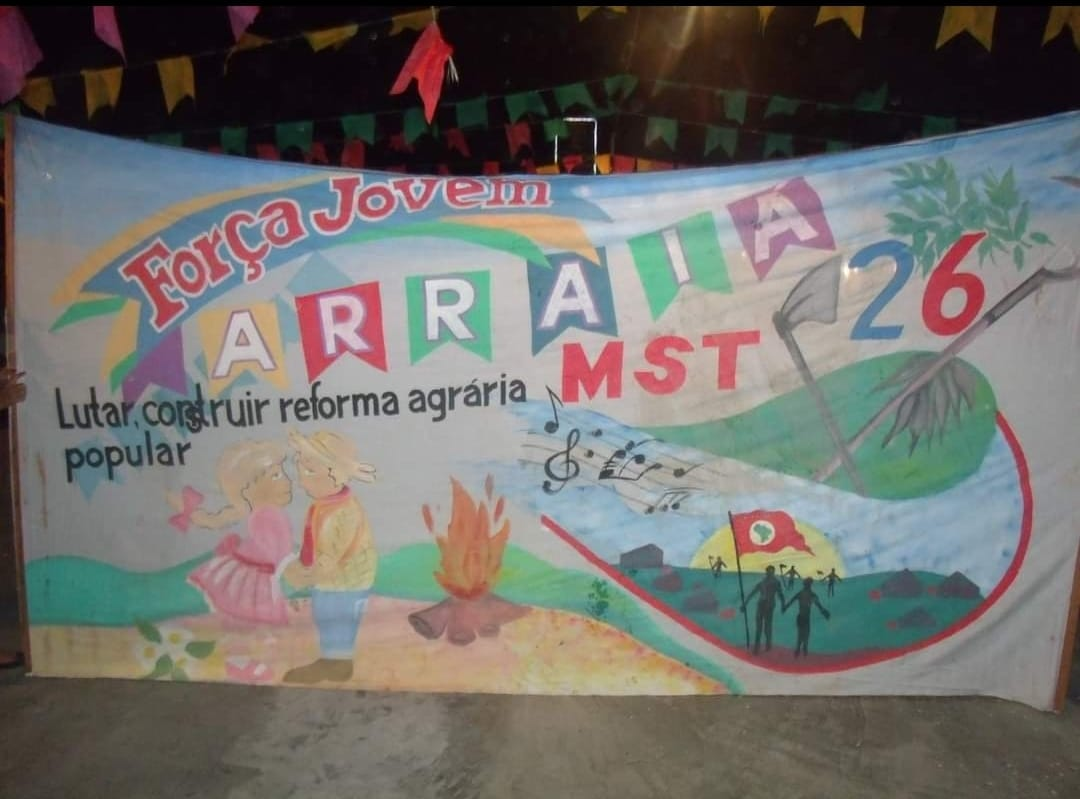 Força Jovem
ARRAIA
MST
26
Lutar, construir reforma agrária
popular